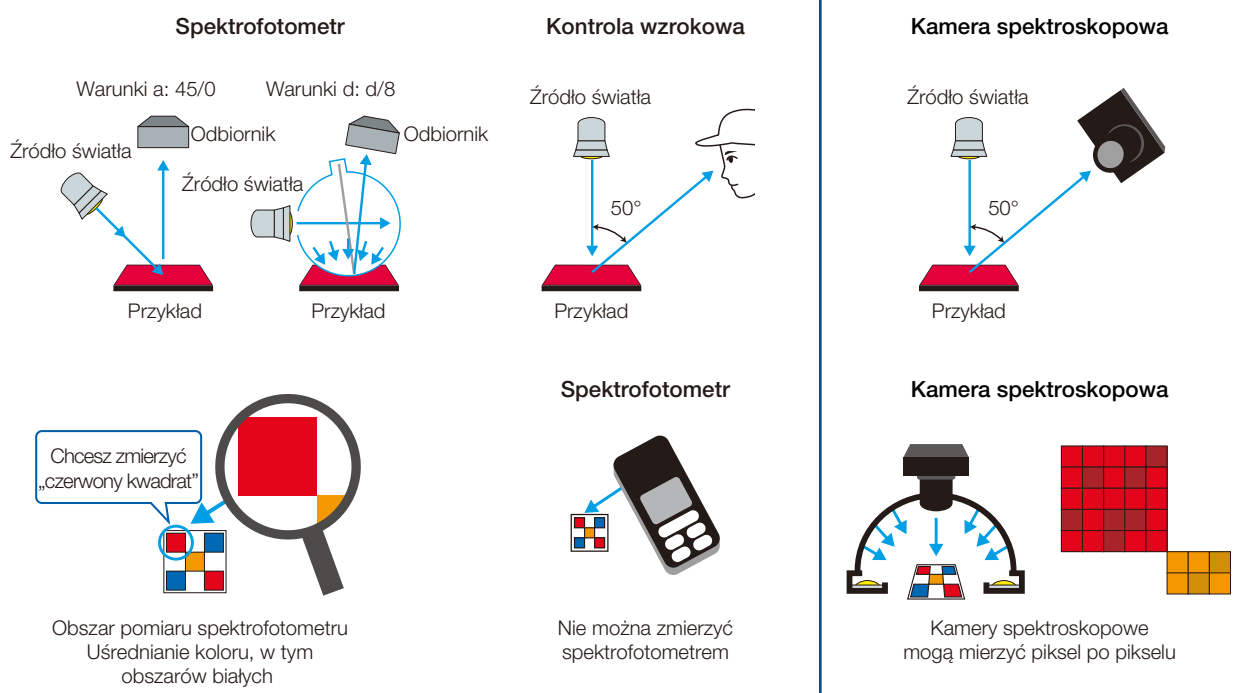 Spektrofotometr
Kontrola wzrokowa
Kamera spektroskopowa
Warunki a: 45/0
Warunki d: d/8
Źródło światła
Źródło światła
Odbiornik
Odbiornik
Źródło światła
Źródło światła
50°
50°
Przykład
Przykład
Przykład
Przykład
Spektrofotometr
Kamera spektroskopowa
Chcesz zmierzyć
„czerwony kwadrat”
Obszar pomiaru spektrofotometru
Uśrednianie koloru, w tym
obszarów białych
Nie można zmierzyć
spektrofotometrem
Kamery spektroskopowe
mogą mierzyć piksel po pikselu